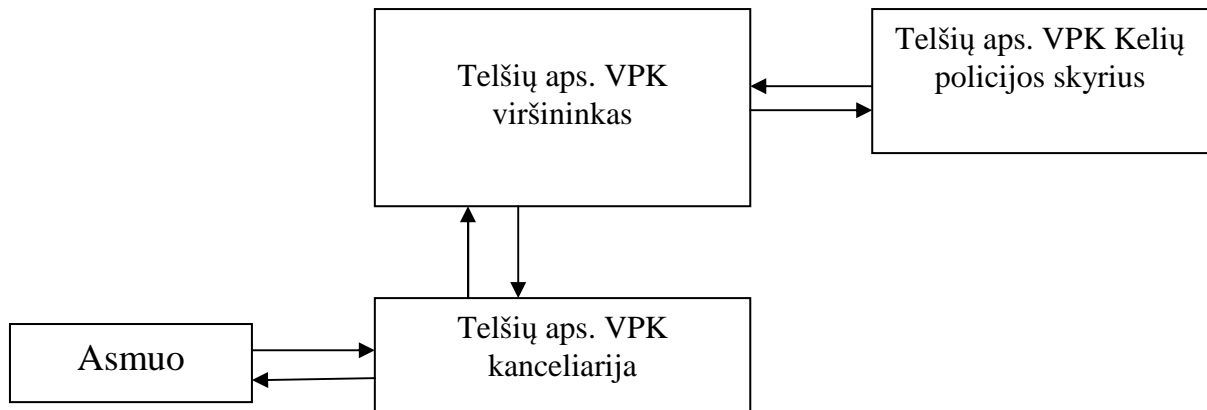 Telšių aps. VPK
viršininkas
Telšių aps. VPK Kelių
policijos skyrius
Asmuo
Telšių aps. VPK
kanceliarija